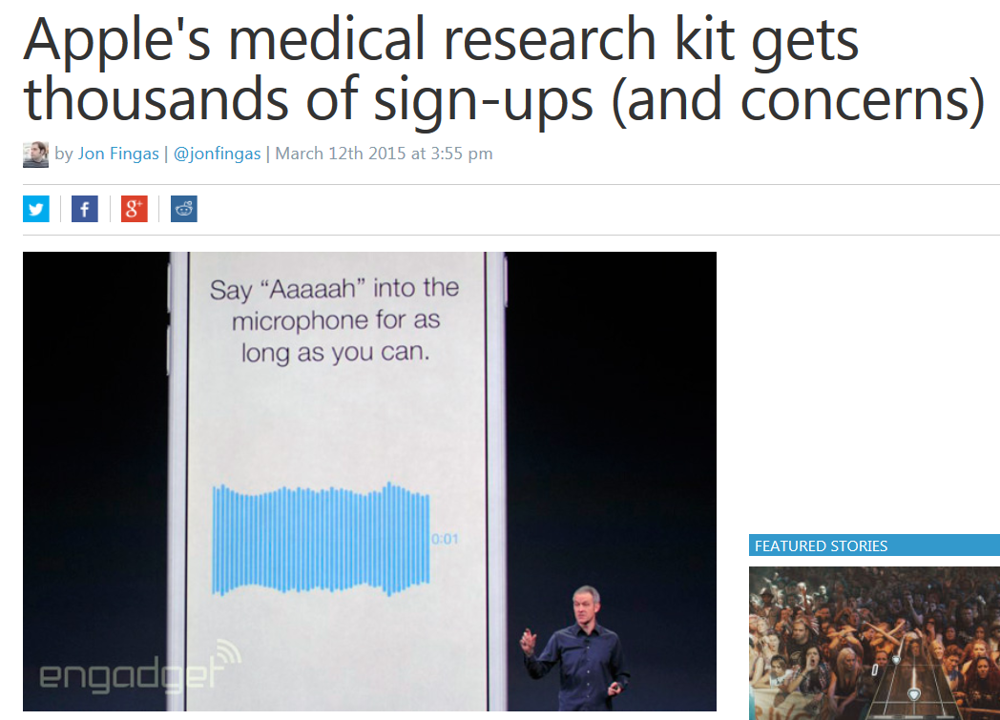 Apple's medical research kit gets
thousands of sign-ups (and concerns)
by Jon Fingas | @jonfingas | March 12th 2015 at 3:55 pm
f
8+
Say “Aaaaah” into the
microphone for as
long as you can.
0:01
engadget
FEATURED STORIES